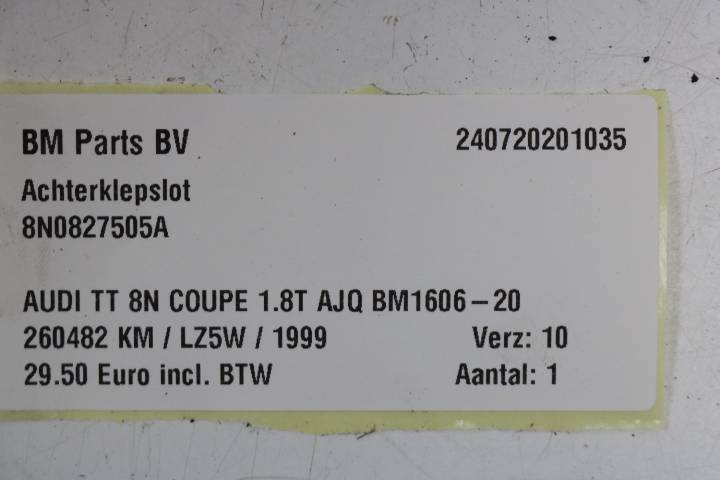 BM Parts BV 240720201035
Achterklepslot
8N0827505A
AUDI TT 8N COUPE 1.8T AJQ BM1606-20
260482 KM / LZ5W / 1999 Verz: 10
29.50 Euro incl. BTW Aantal: 1